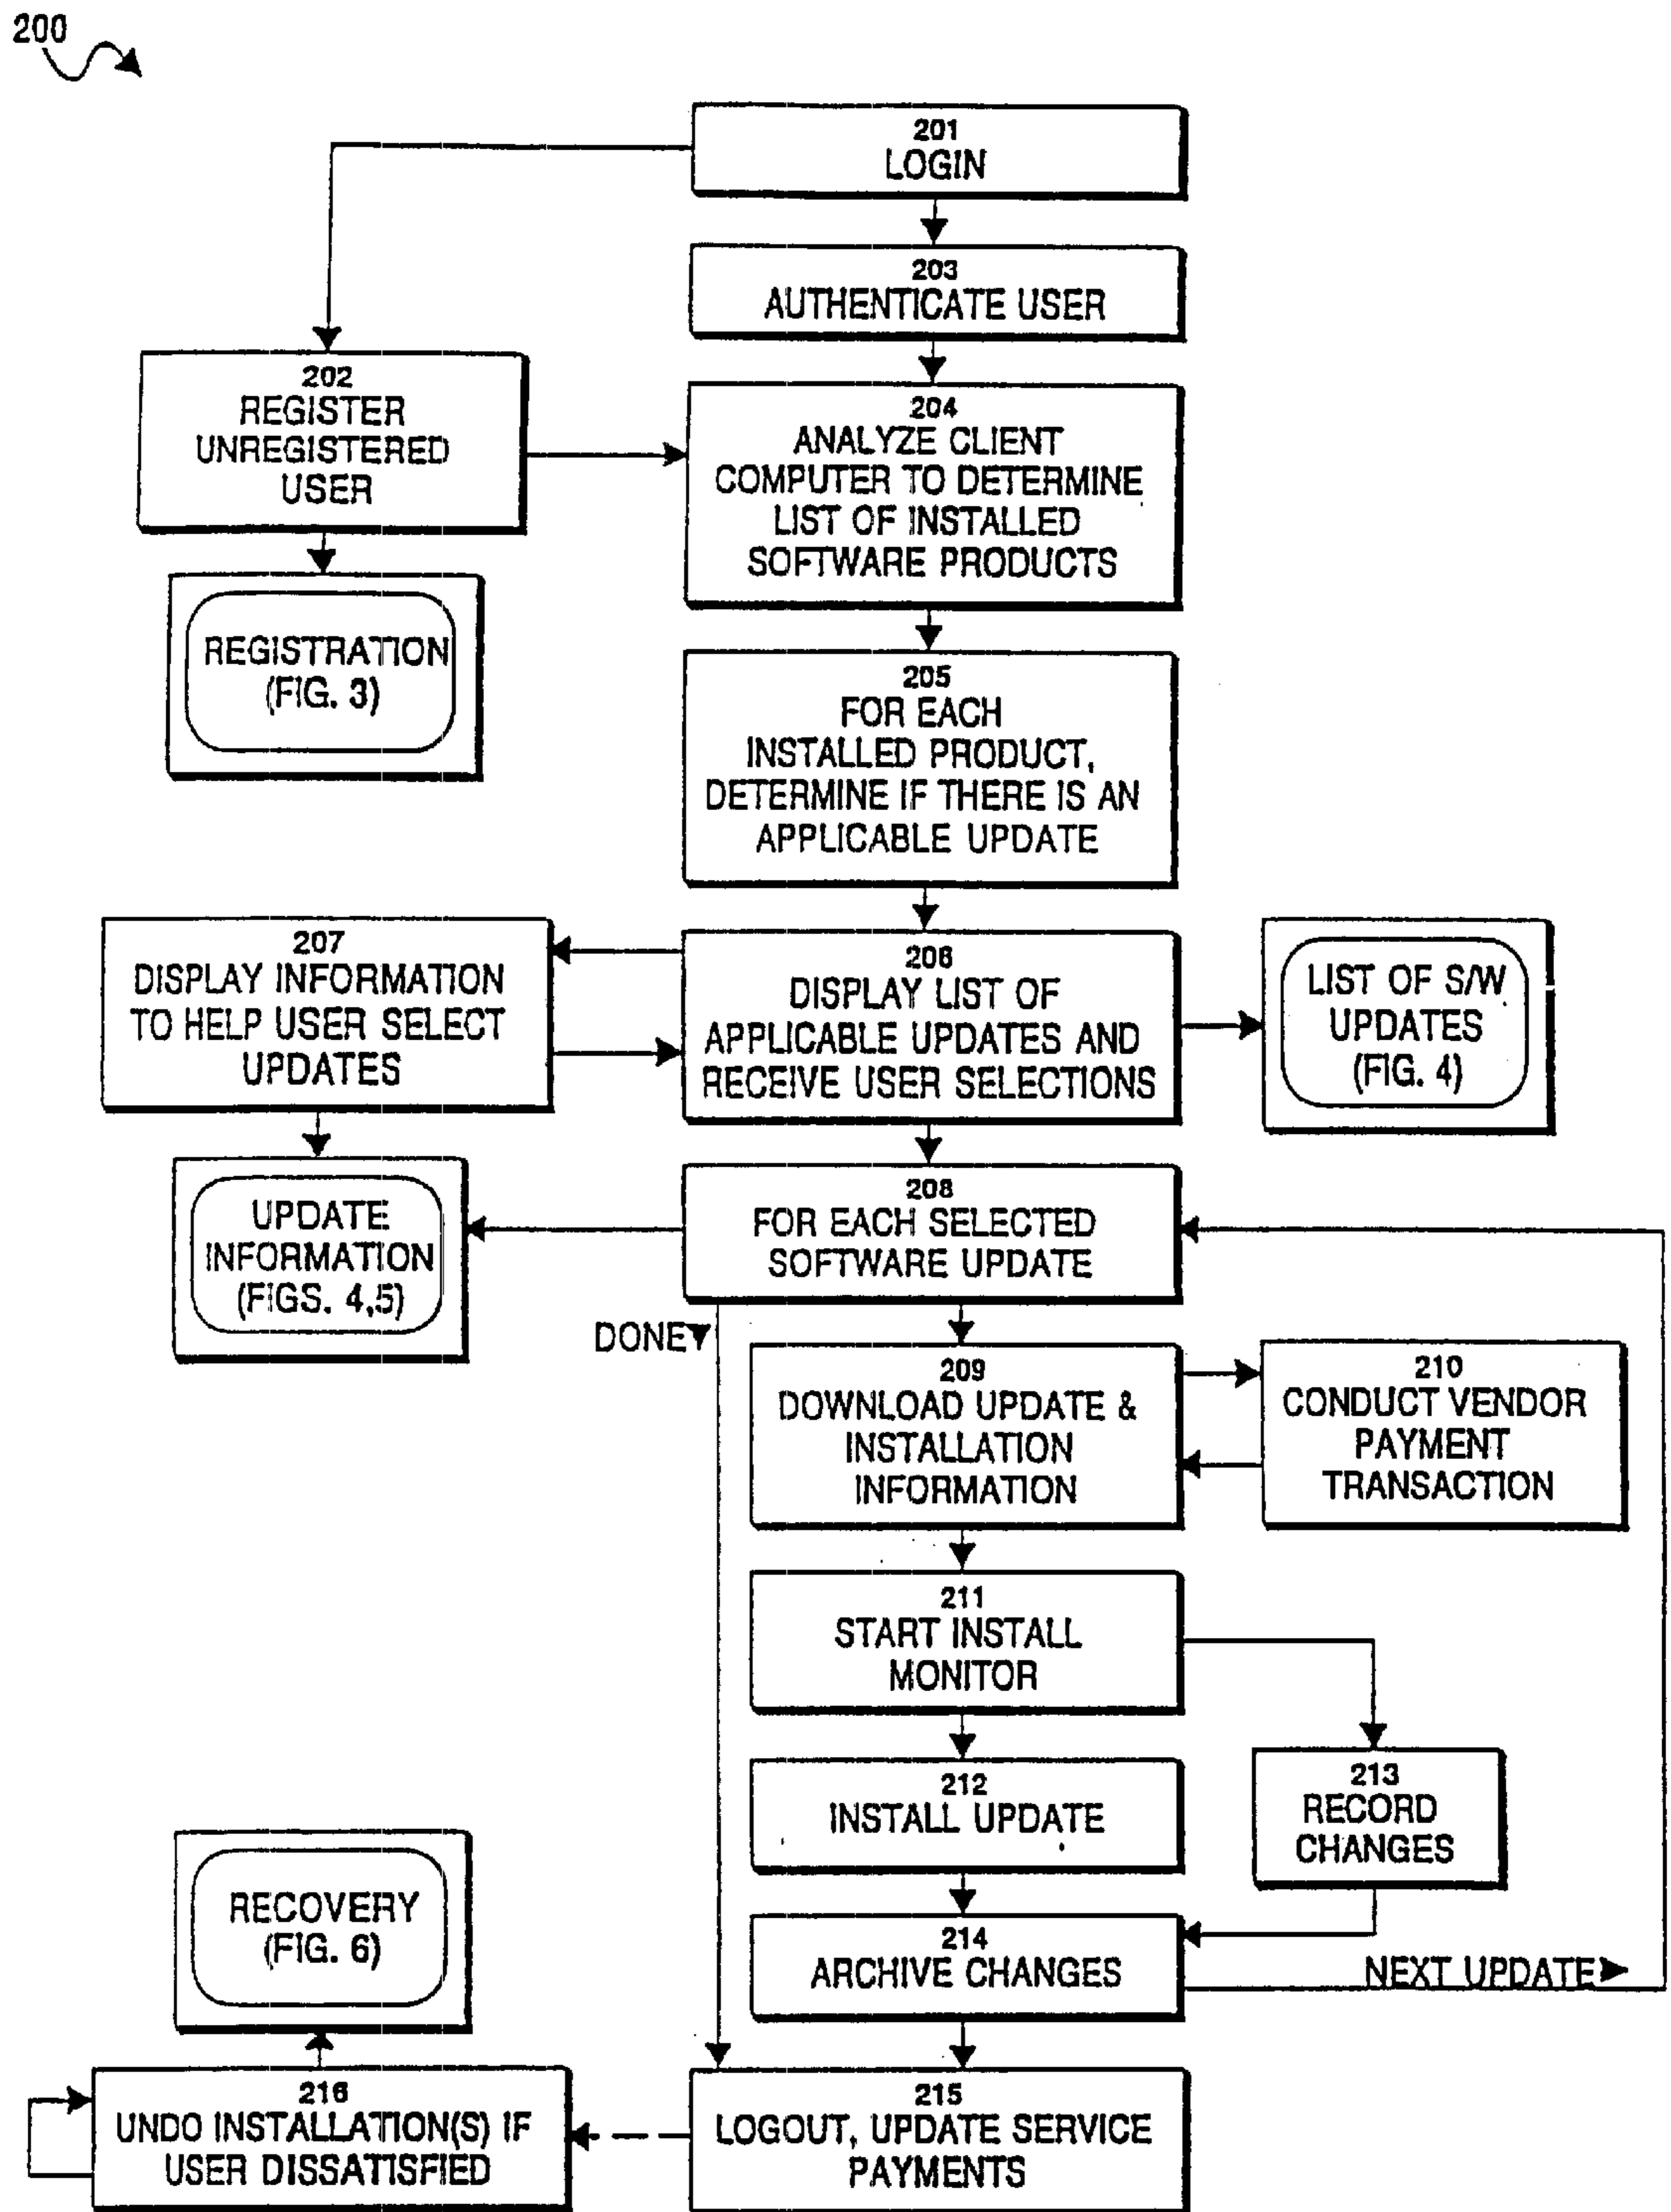 200
201
LOGIN
203
AUTHENTICATE USER
202
REGISTER
UNREGISTERED
USER
204
ANALYZE CLIENT
COMPUTER TO DETERMINE
LIST OF INSTALLED
SOFTWARE PRODUCTS
REGISTRATION
(FIG. 3)
205
FOR EACH
INSTALLED PRODUCT,
DETERMINE IF THERE IS AN
APPLICABLE UPDATE
207
DISPLAY INFORMATION
TO HELP USER SELECT
UPDATES
206
DISPLAY LIST OF
APPLICABLE UPDATES AND
RECEIVE USER SELECTIONS
LIST OF S/W
UPDATES
(FIG. 4)
UPDATE
INFORMATION
(FIGS. 4,5)
208
FOR EACH SELECTED
SOFTWARE UPDATE
DONE
209
DOWNLOAD UPDATE &
INSTALLATION
INFORMATION
210
CONDUCT VENDOR
PAYMENT
TRANSACTION
211
START INSTALL
MONITOR
212
INSTALL UPDATE
213
RECORD
CHANGES
RECOVERY
(FIG. 6)
214
ARCHIVE CHANGES
NEXT UPDATE
216
UNDO INSTALLATION(S) IF
USER DISSATISFIED
215
LOGOUT, UPDATE SERVICE
PAYMENTS